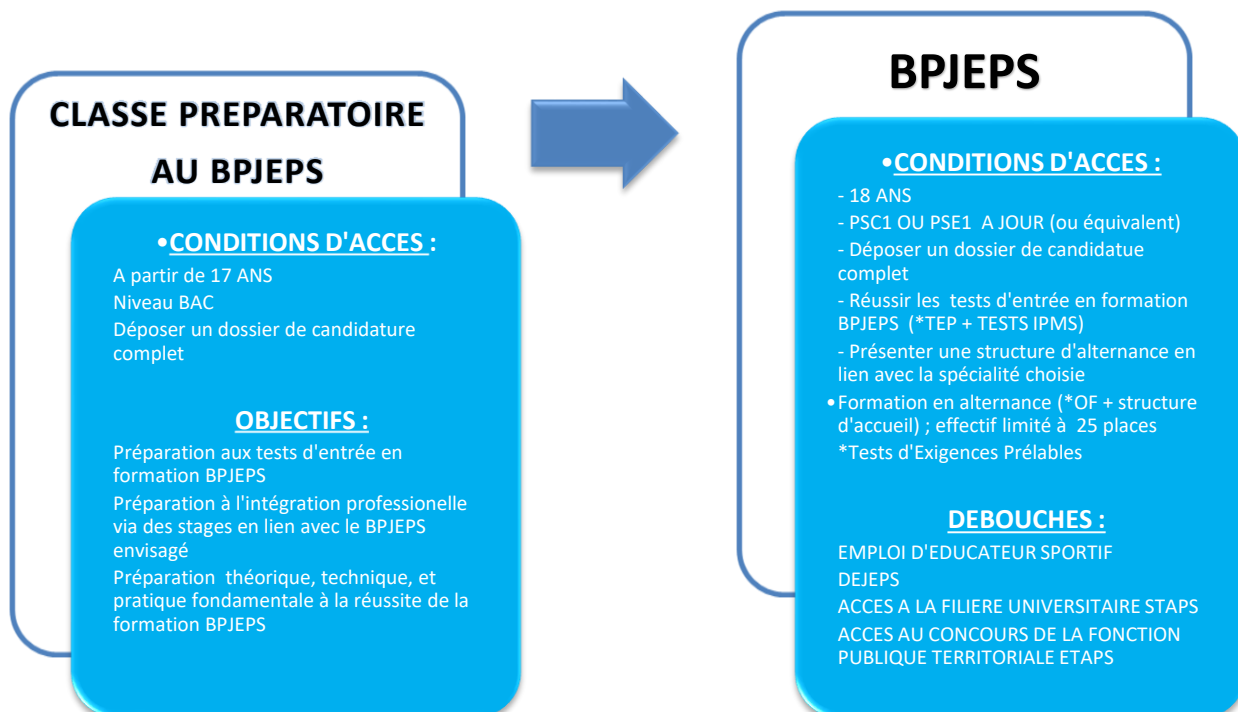 CLASSE PREPARATOIRE
AU BPJEPS
•CONDITIONS D'ACCES :
A partir de 17 ANS
Niveau BAC
Déposer un dossier de candidature
complet
OBJECTIFS :
Préparation aux tests d'entrée en
formation BPJEPS
Préparation à l'intégration professionelle
via des stages en lien avec le BPJEPS
envisagé
Préparation théorique, technique, et
pratique fondamentale à la réussite de la
formation BPJEPS
BPJEPS
•CONDITIONS D'ACCES :
- 18 ANS
- PSC1 OU PSE1 A JOUR (ou équivalent)
- Déposer un dossier de candidatue
complet
- Réussir les tests d'entrée en formation
BPJEPS (*TEP + TESTS IPMS)
- Présenter une structure d'alternance en
lien avec la spécialité choisie
•Formation en alternance (*OF + structure
d'accueil) ; effectif limité à 25 places
*Tests d'Exigences Prélables
DEBOUCHES :
EMPLOI D'EDUCATEUR SPORTIF
DEJEPS
ACCES A LA FILIERE UNIVERSITAIRE STAPS
ACCES AU CONCOURS DE LA FONCTION
PUBLIQUE TERRITORIALE ETAPS